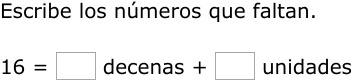 Escribe los números que faltan.
16 = decenas + unidades